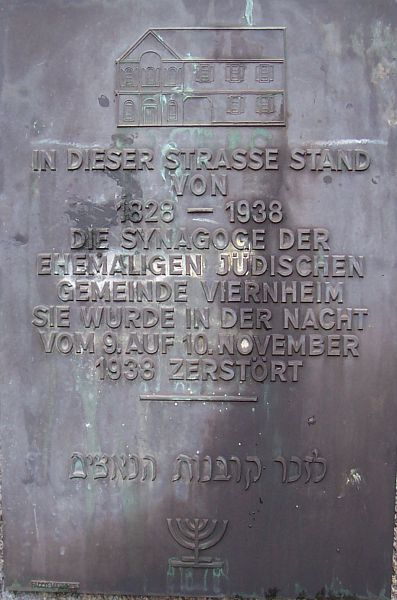 IN DIESER STRASSE STAND
VON
1828 – 1938
DIE SYNAGOGE DER
EHEMALIGEN JÜDISCHEN
GEMEINDE VIERNHEIM
SIE WURDE IN DER NACHT
VOM 9. AUF 10. NOVEMBER
1938 ZERSTÖRT
לזכר קרבנות הנאצים